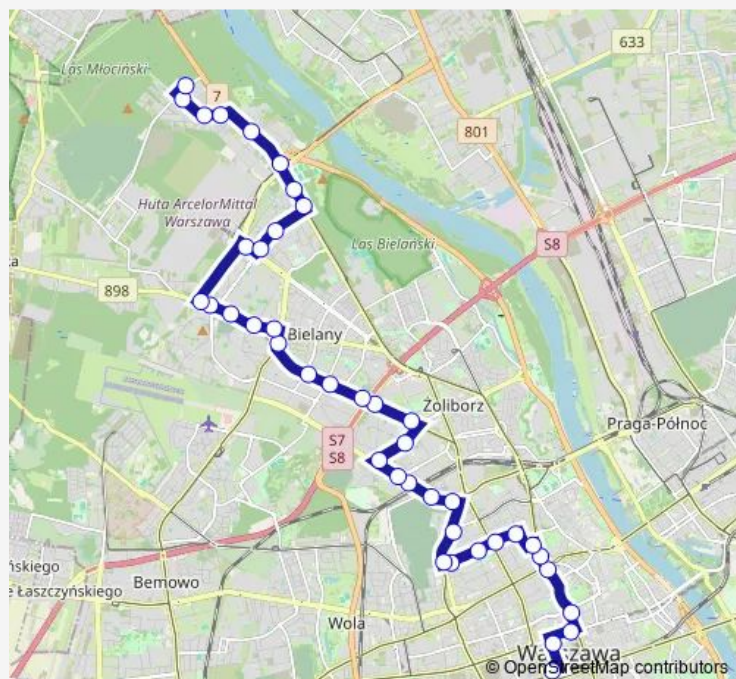 633
Las Młociński
7
801
Huta ArcelorMittal
Warszawa
Las Bielański
S8
898
Bielany
Żoliborz
Praga-Północ
S7
S8
ńskiego
Bemowo
e Łaszczyńskiego
Wola
Warszawa
© OpenStreetMap contributors